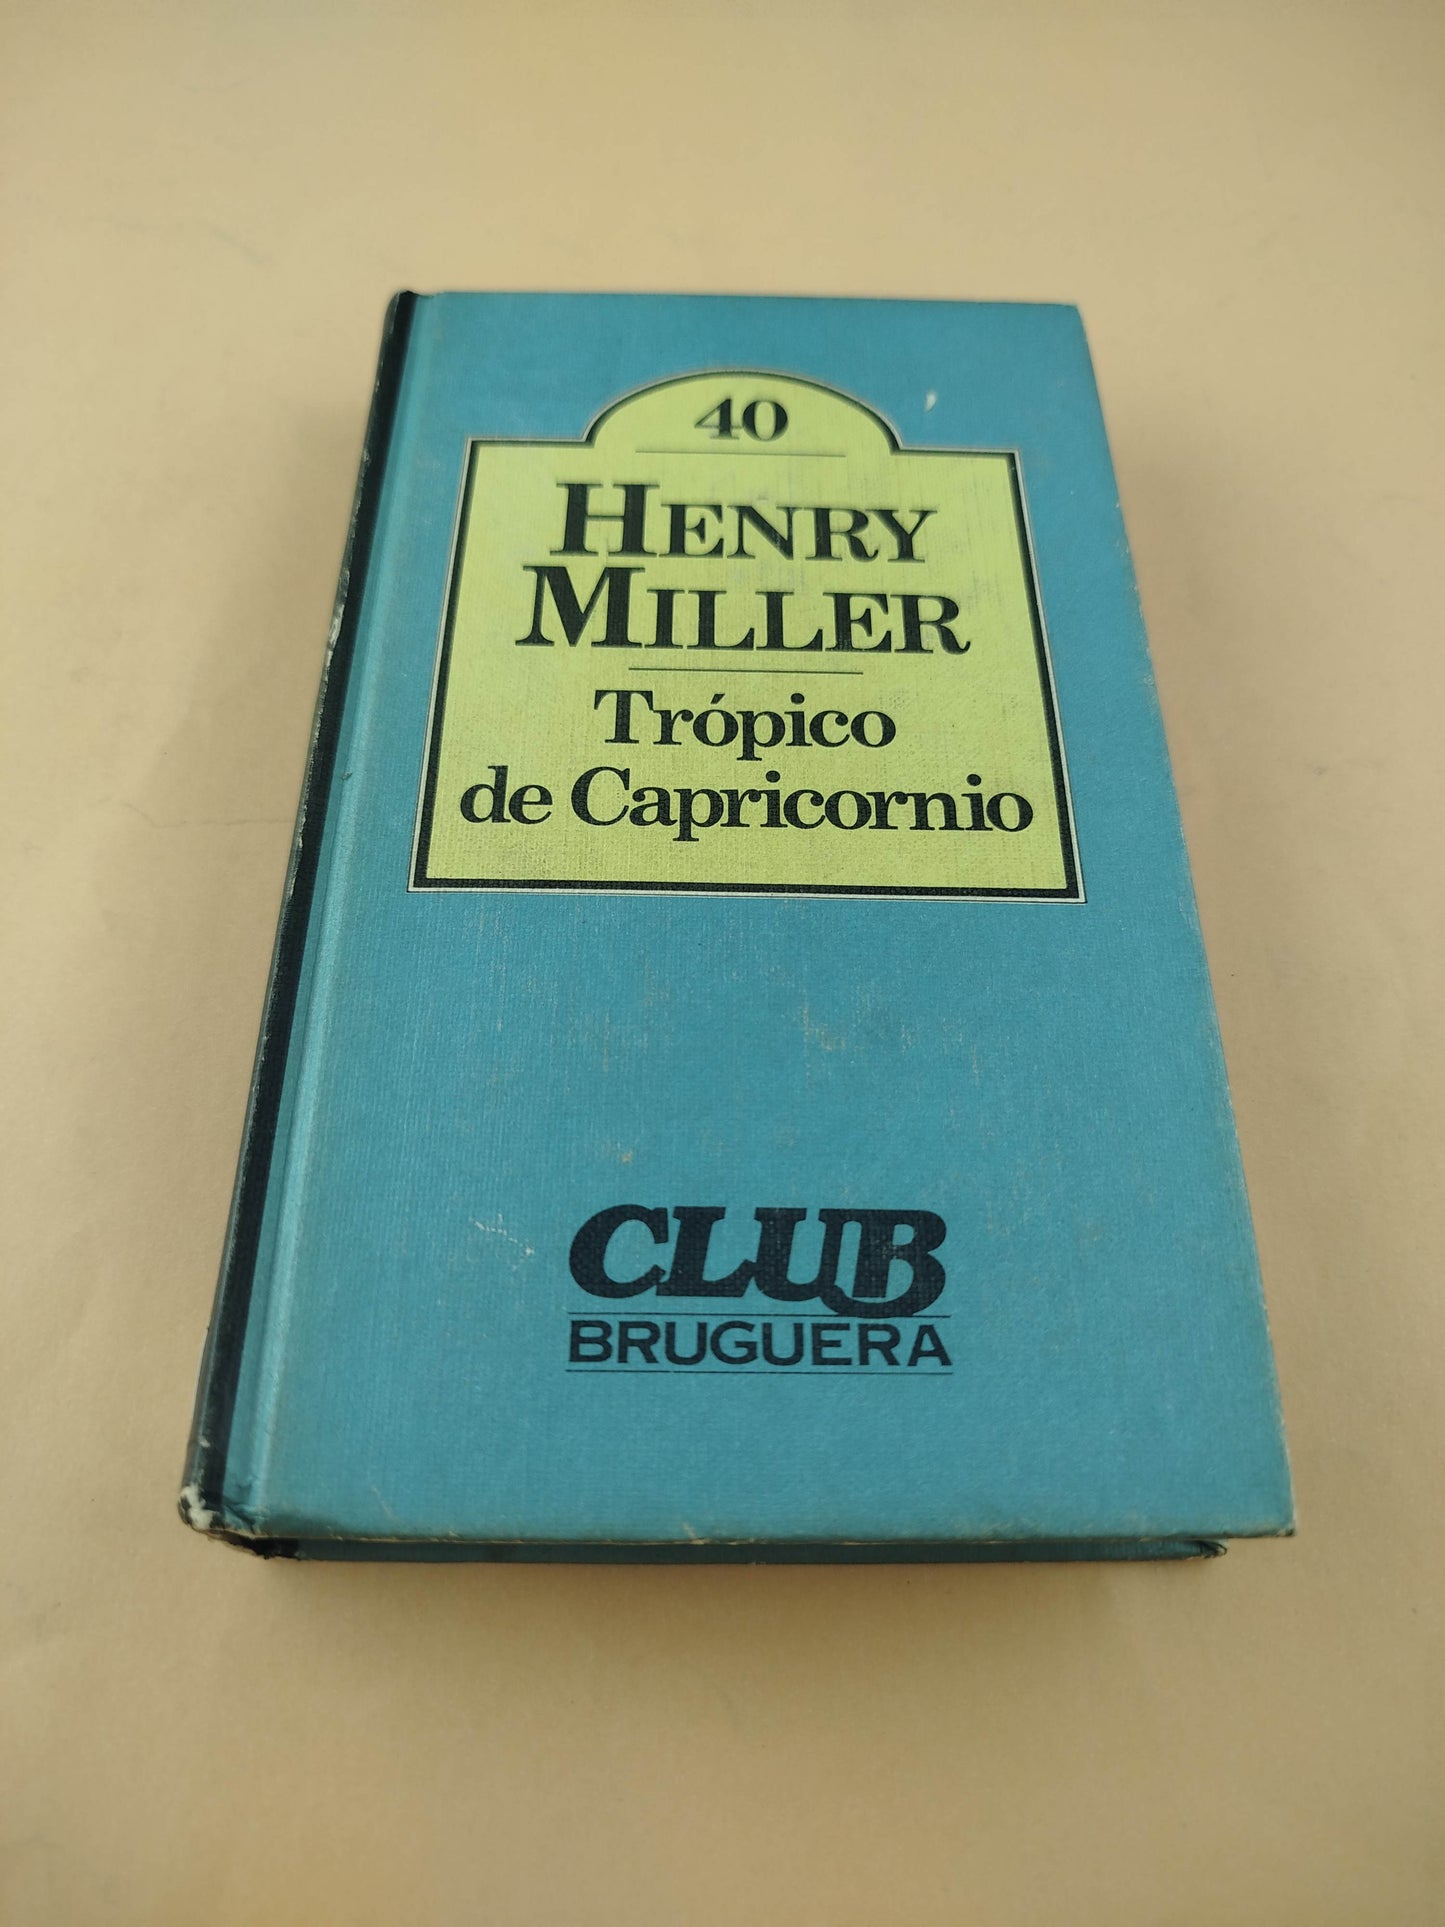 40
HENRY
MILLER
Trópico
de Capricornio
CLUB
BRUGUERA